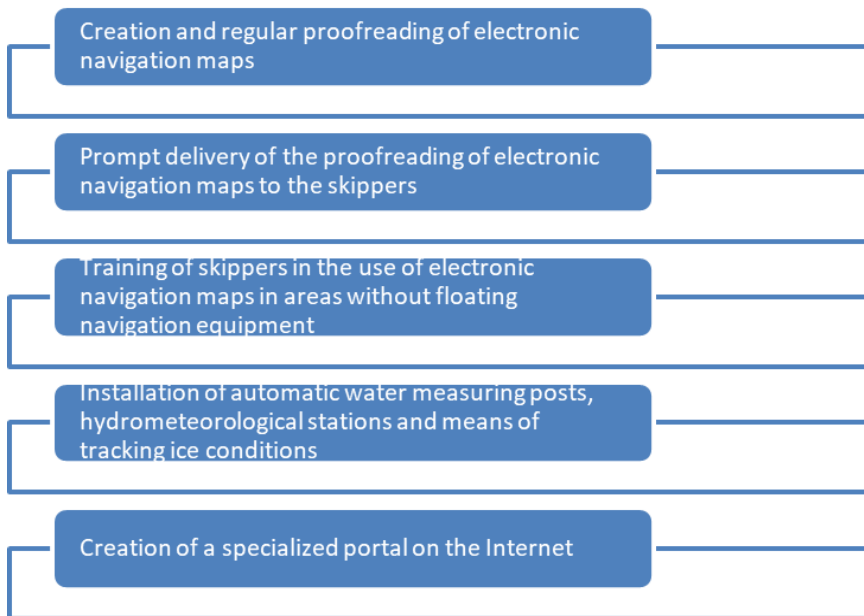 Creation and regular proofreading of electronic
navigation maps
Prompt delivery of the proofreading of electronic
navigation maps to the skippers
Training of skippers in the use of electronic
navigation maps in areas without floating
navigation equipment
Installation of automatic water measuring posts,
hydrometeorological stations and means of
tracking ice conditions
Creation of a specialized portal on the Internet